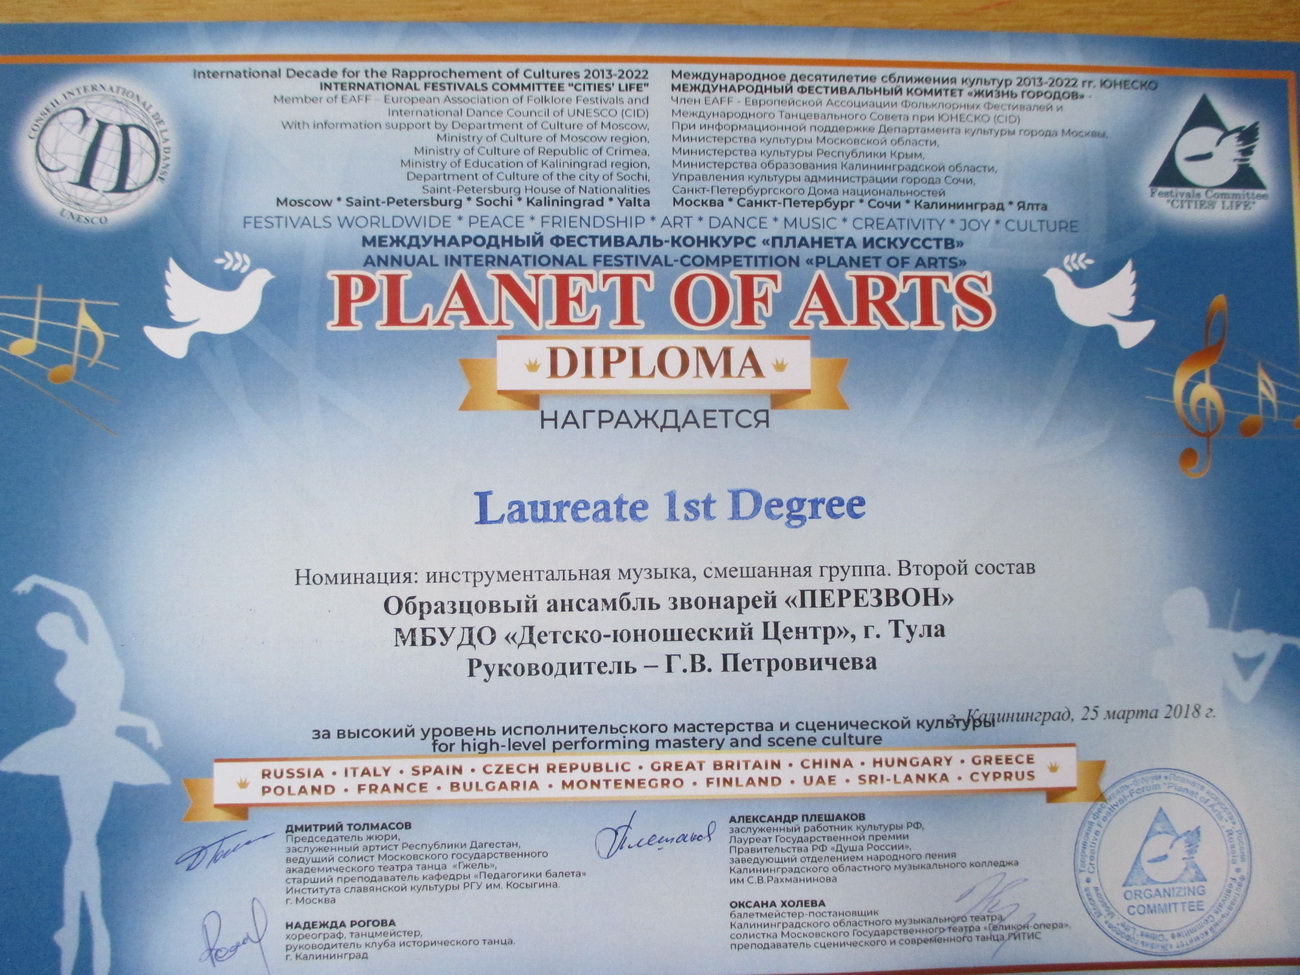 CONSEIL INTERNATIONAL DE LA DANSE
CID
UNESCO
International Decade for the Rapprochement of Cultures 2013-2022
INTERNATIONAL FESTIVALS COMMITTEE "CITIES' LIFE"
Member of EAFF - European Association of Folklore Festivals and
International Dance Council of UNESCO (CID)
With information support by Department of Culture of Moscow,
Ministry of Culture of Moscow region,
Ministry of Culture of Republic of Crimea,
Ministry of Education of Kaliningrad region,
Department of Culture of the city of Sochi,
Saint-Petersburg House of Nationalities
Moscow * Saint-Petersburg * Sochi * Kaliningrad * Yalta
Международное десятилетие сближения культур 2013-2022 гг. ЮНЕСКО
МЕЖДУНАРОДНЫЙ ФЕСТИВАЛЬНЫЙ КОМИТЕТ «ЖИЗНЬ ГОРОДОВ» -
Член EAFF - Европейской Ассоциации Фольклорных Фестивалей и
Международного Танцевального Совета при ЮНЕСКО (CID)
При информационной поддержке Департамента культуры города Москвы,
Министерства культуры Московской области,
Министерства культуры Республики Крым,
Министерства образования Калининградской области,
Управления культуры администрации города Сочи,
Санкт-Петербургского Дома национальностей
Москва * Санкт-Петербург * Сочи * Калининград * Ялта
Festivals Committee
"CITIES' LIFE"
FESTIVALS WORLDWIDE * PEACE * FRIENDSHIP * ART * DANCE * MUSIC * CREATIVITY * JOY * CULTURE
МЕЖДУНАРОДНЫЙ ФЕСТИВАЛЬ-КОНКУРС «ПЛАНЕТА ИСКУССТВ»
ANNUAL INTERNATIONAL FESTIVAL-COMPETITION «PLANET OF ARTS»
PLANET OF ARTS
DIPLOMA
НАГРАЖДАЕТСЯ
Laureate 1st Degree
Номинация: инструментальная музыка, смешанная группа. Второй состав
Образцовый ансамбль звонарей «ПЕРЕЗВОН»
МБУДО «Детско-юношеский Центр», г. Тула
Руководитель – Г.В. Петровичева
г. Калининград, 25 марта 2018 г.
за высокий уровень исполнительского мастерства и сценической культуры
for high-level performing mastery and scene culture
RUSSIA • ITALY • SPAIN • CZECH REPUBLIC • GREAT BRITAIN • CHINA • HUNGARY • GREECE
POLAND • FRANCE • BULGARIA • MONTENEGRO • FINLAND • UAE • SRI-LANKA • CYPRUS
ДМИТРИЙ ТОЛМАСОВ
Председатель жюри,
заслуженный артист Республики Дагестан,
ведущий солист Московского государственного
академического театра танца «Гжель»,
старший преподаватель кафедры «Педагогики балета»
Института славянской культуры РГУ им. Косыгина.
г. Москва
НАДЕЖДА РОГОВА
хореограф, танцмейстер,
руководитель клуба исторического танца.
г. Калининград
АЛЕКСАНДР ПЛЕШАКОВ
заслуженный работник культуры РФ,
Лауреат Государственной премии
Правительства РФ «Душа России»,
заведующий отделением народного пения
Калининградского областного музыкального колледжа
им С.В.Рахманинова
ОКСАНА ХОЛЕВА
балетмейстер-постановщик
Калининградского областного музыкального театра,
солистка Московского Государственного театра «Геликон-опера»,
преподаватель сценического и современного танца ГИТИС
ORGANIZING
COMMITTEE